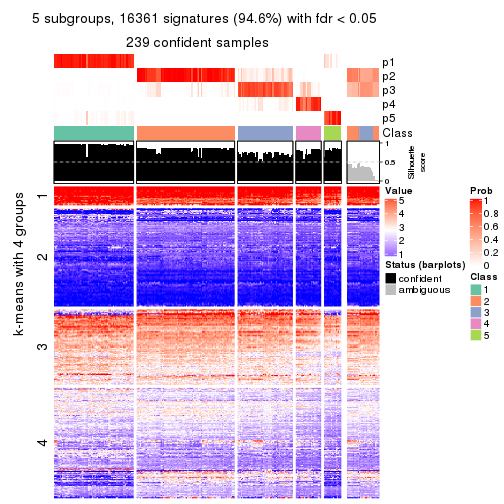 5 subgroups, 16361 signatures (94.6%) with fdr < 0.05
239 confident samples
p1
p2
p3
p4
p5
Class
1
0.5
0
Silhouette
score
k-means with 4 groups
1
2
3
4
Value
5
4
3
2
1
Status (barplots)
confident
ambiguous
Prob
1
0.8
0.6
0.4
0.2
0
Class
1
2
3
4
5